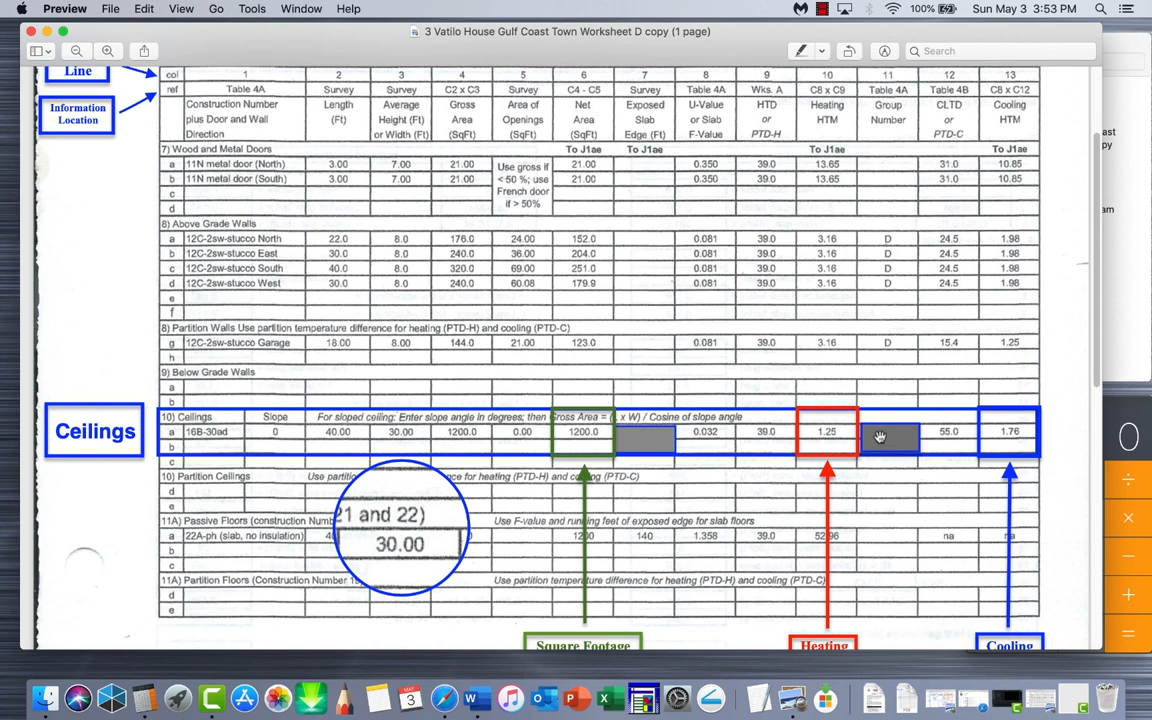 Preview File Edit View Go Tools Window Help 100% Sun May 3 3:53 PM
3 Vatilo House Gulf Coast Town Worksheet D copy (1 page)
Search
Line
Information
Location
col 1 2 3 4 5 6 7 8 9 10 11 12 13
ref Table 4A Survey Survey C2 x C3 Survey C4 - C5 Survey Table 4A Wks. A C8 x C9 Table 4A Table 4B C8 x C12
Construction Number Length Average Gross Area of Net Exposed U-Value HTD Heating Group CLTD Cooling
plus Door and Wall (Ft) Height (Ft) Area Openings Area Slab or Slab or HTM Number or HTM
Direction or Width (Ft) (SqFt) (SqFt) (SqFt) Edge (Ft) F-Value PTD-H PTD-C
7) Wood and Metal Doors To J1ae To J1ae To J1ae To J1ae
a 11N metal door (North) 3.00 7.00 21.00 Use gross if 21.00 0.350 39.0 13.65 31.0 10.85
b 11N metal door (South) 3.00 7.00 21.00 < 50 %; use 21.00 0.350 39.0 13.65 31.0 10.85
c French door
d if > 50%
8) Above Grade Walls
a 12C-2sw-stucco North 22.0 8.0 176.0 24.00 152.0 0.081 39.0 3.16 D 24.5 1.98
b 12C-2sw-stucco East 30.0 8.0 240.0 36.00 204.0 0.081 39.0 3.16 D 24.5 1.98
c 12C-2sw-stucco South 40.0 8.0 320.0 69.00 251.0 0.081 39.0 3.16 D 24.5 1.98
d 12C-2sw-stucco West 30.0 8.0 240.0 60.08 179.9 0.081 39.0 3.16 D 24.5 1.98
e
f
8) Partition Walls Use partition temperature difference for heating (PTD-H) and cooling (PTD-C)
g 12C-2sw-stucco Garage 18.00 8.00 144.0 21.00 123.0 0.081 39.0 3.16 D 15.4 1.25
h
9) Below Grade Walls
a
b
Ceilings
10) Ceilings Slope For sloped ceiling: Enter slope angle in degrees; then Gross Area = (L x W) / Cosine of slope angle
a 16B-30ad 0 40.00 30.00 1200.0 0.00 1200.0 0.032 39.0 1.25 55.0 1.76
b
c
10) Partition Ceilings Use partition ce difference for heating (PTD-H) and cooling (PTD-C)
d
e
21 and 22)
30.00
11A) Passive Floors (construction Numb Use F-value and running feet of exposed edge for slab floors
a 22A-ph (slab, no insulation) 1200 140 1.358 39.0 52.96 na na
b
c
11A) Partition Floors (Construction Number Use partition temperature difference for heating (PTD-H) and cooling (PTD-C)
d
e
Square Footage Heating Cooling
ast
py
am
0
÷
×
−
+
=
MAY
3